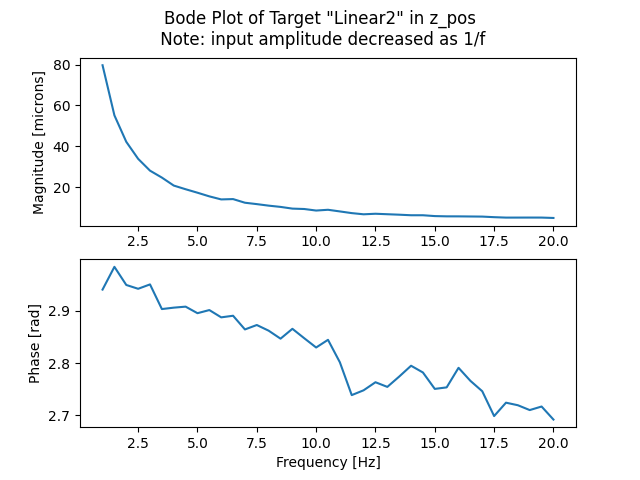 Bode Plot of Target "Linear2" in z_pos
Note: input amplitude decreased as 1/f
Magnitude [microns]
80
60
40
20
2.5 5.0 7.5 10.0 12.5 15.0 17.5 20.0
Phase [rad]
2.9
2.8
2.7
2.5 5.0 7.5 10.0 12.5 15.0 17.5 20.0
Frequency [Hz]